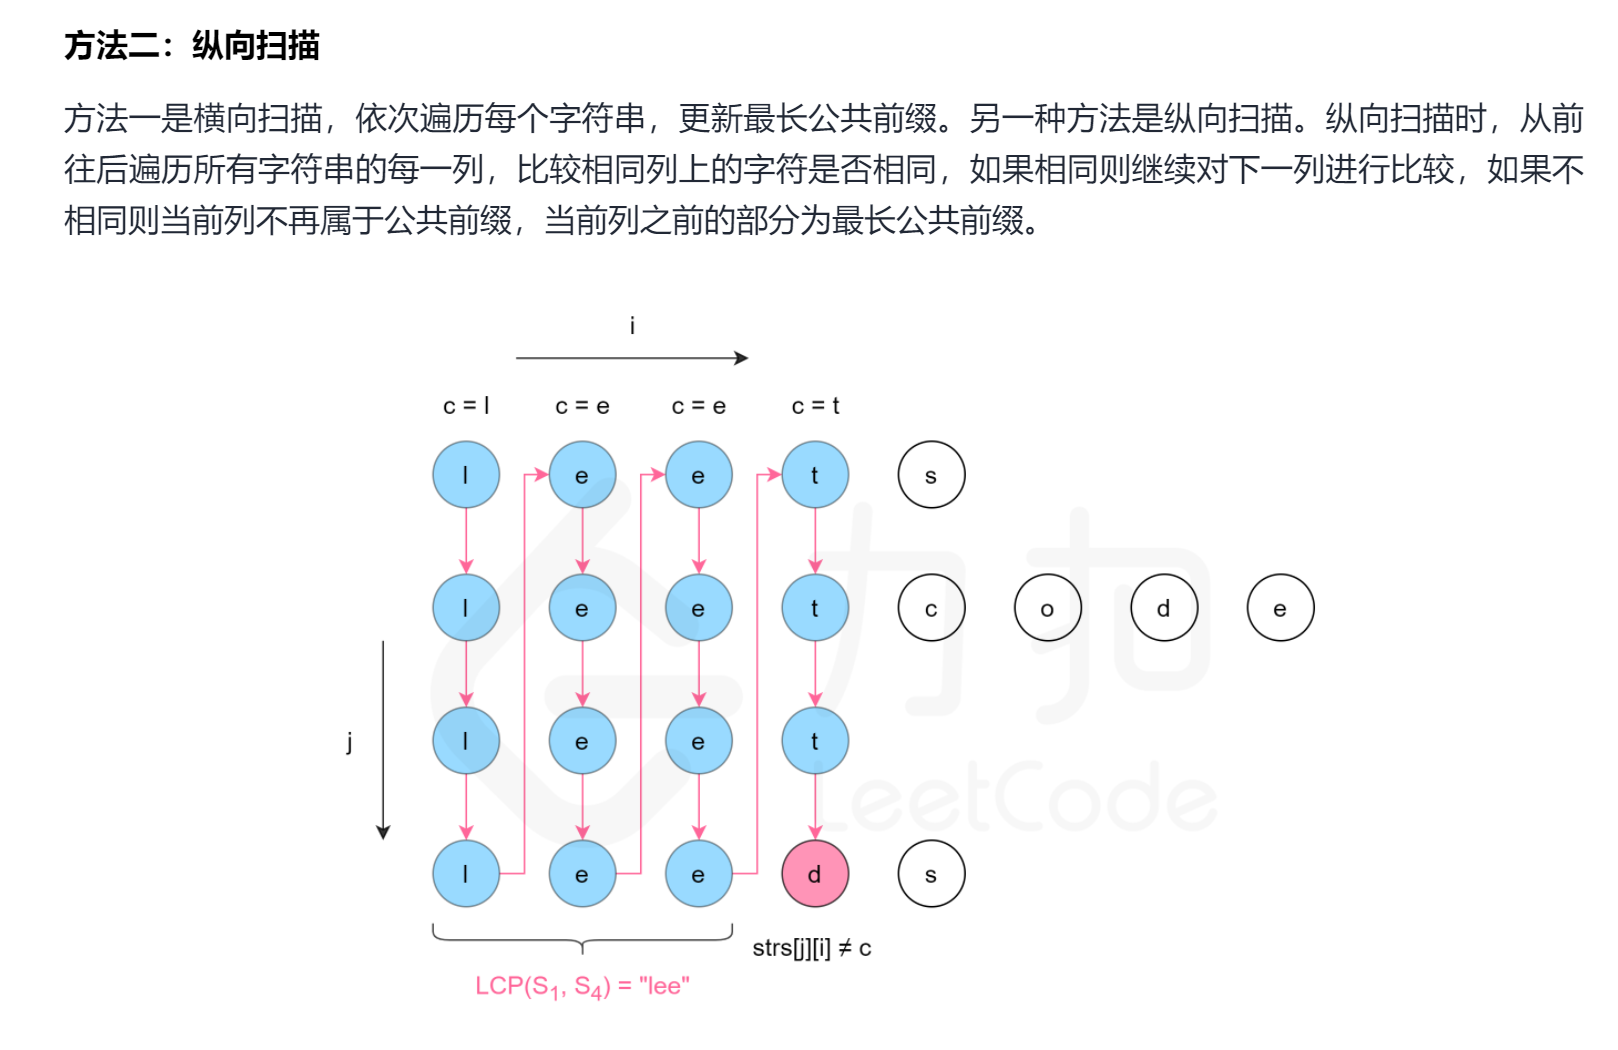 方法二：纵向扫描
方法一是横向扫描，依次遍历每个字符串，更新最长公共前缀。另一种方法是纵向扫描。纵向扫描时，从前
往后遍历所有字符串的每一列，比较相同列上的字符是否相同，如果相同则继续对下一列进行比较，如果不
相同则当前列不再属于公共前缀，当前列之前的部分为最长公共前缀。
i
c = l c = e c = e c = t
l e e t s
l e e t c o d e
力扣
j
l e e t
LeetCode
l e e d s
strs[j][i] ≠ c
LCP(S₁, S₄) = "lee"